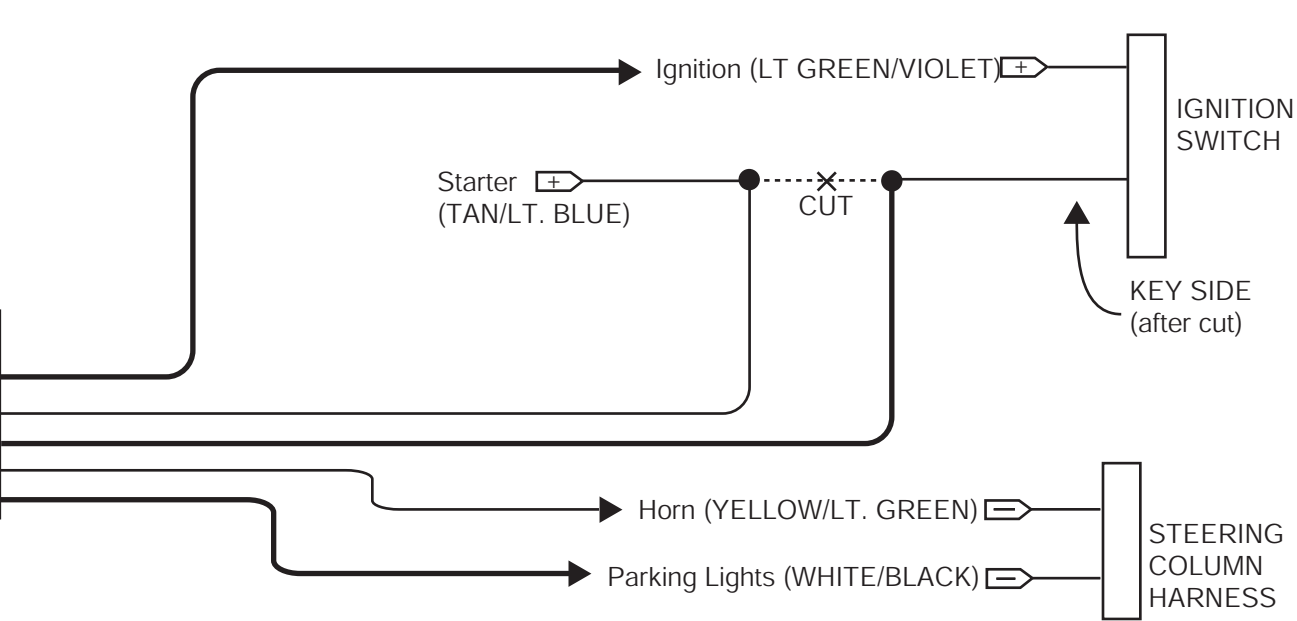 Ignition (LT GREEN/VIOLET) +
IGNITION
SWITCH
Starter +
(TAN/LT. BLUE)
CUT
KEY SIDE
(after cut)
Horn (YELLOW/LT. GREEN) −
Parking Lights (WHITE/BLACK) −
STEERING
COLUMN
HARNESS